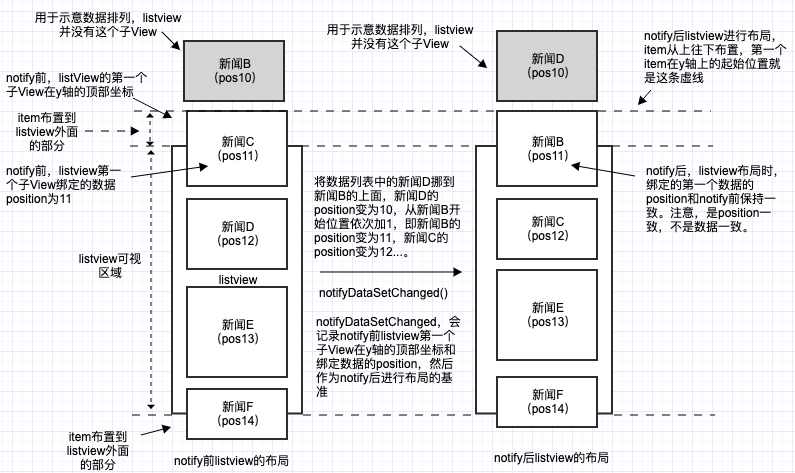 用于示意数据排列，listview
并没有这个子View
新闻B
(pos10)
notify前，listView的第一个
子View在y轴的顶部坐标
item布置到
listview外面
的部分
新闻C
(pos11)
notify前，listview第一
个子View绑定的数据
position为11
新闻D
(pos12)
listview可视
区域
listview
新闻E
(pos13)
新闻F
(pos14)
item布置到
listview外面
的部分
notify前listview的布局
将数据列表中的新闻D挪到
新闻B的上面，新闻D的
position变为10，从新闻B开
始位置依次加1，即新闻B的
position变为11，新闻C的
position变为12...。
notifyDataSetChanged()
notifyDataSetChanged，会
记录notify前listview第一个
子View在y轴的顶部坐标和
绑定数据的position，然后
作为notify后进行布局的基
准
用于示意数据排列，listview
并没有这个子View
新闻D
(pos10)
notify后listview进行布局，
item从上往下布置，第一个
item在y轴上的起始位置就
是这条虚线
新闻B
(pos11)
notify后，listview布局时，
绑定的第一个数据的
position和notify前保持一
致。注意，是position一
致，不是数据一致。
新闻C
(pos12)
新闻E
(pos13)
新闻F
(pos14)
notify后listview的布局